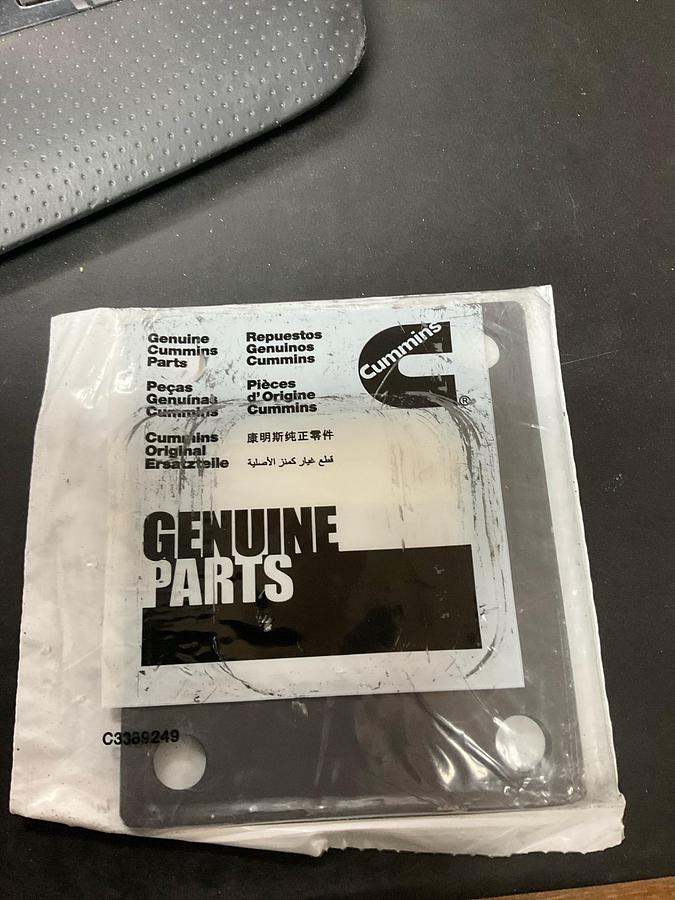 Genuine
Cummins
Parts
Repuestos
Genuinos
Cummins
Cummins
®
Peças
Genuínas
Cummins
Pièces
d'Origine
Cummins
Cummins
Original
Ersatzteile
康明斯纯正零件
قطع غيار كمنز الأصلية
GENUINE
PARTS
C3389249